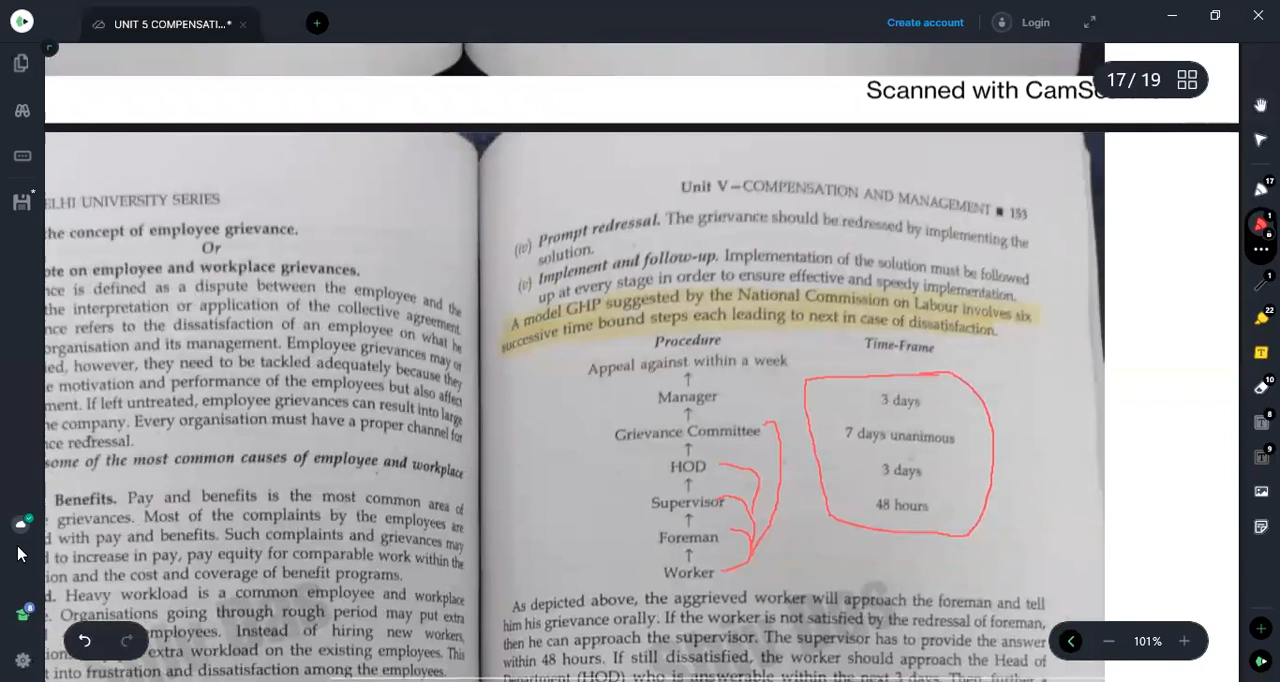 UNIT 5 COMPENSATI...*
Create account
Login
Scanned with CamS
17/ 19
ELHI UNIVERSITY SERIES
he concept of employee grievance.
Or
ote on employee and workplace grievances.
nce is defined as a dispute between the employee and the
the interpretation or application of the collective agreement
nce refers to the dissatisfaction of an employee on what he
organisation and its management. Employee grievances may or
ed, however, they need to be tackled adequately because they
e motivation and performance of the employees but also affect
ment. If left untreated, employee grievances can result into large
he company. Every organisation must have a proper channel for
ce redressal.
some of the most common causes of employee and workplace
Benefits. Pay and benefits is the most common area of
grievances. Most of the complaints by the employees are
d with pay and benefits. Such complaints and grievances may
to increase in pay, pay equity for comparable work within the
ion and the cost and coverage of benefit programs.
d. Heavy workload is a common employee and workplace
. Organisations going through rough period may put extra
employees. Instead of hiring new workers,
extra workload on the existing employees. This
t into frustration and dissatisfaction among the employees.
Unit V—COMPENSATION AND MANAGEMENT ■ 153
(iv) Prompt redressal. The grievance should be redressed by implementing the
solution.
(v) Implement and follow-up. Implementation of the solution must be followed
up at every stage in order to ensure effective and speedy implementation.
A model GHP suggested by the National Commission on Labour involves six
successive time bound steps each leading to next in case of dissatisfaction.
Procedure Time-Frame
Appeal against within a week
↑
Manager 3 days
↑
Grievance Committee 7 days unanimous
↑
HOD 3 days
↑
Supervisor 48 hours
↑
Foreman
↑
Worker
As depicted above, the aggrieved worker will approach the foreman and tell
him his grievance orally. If the worker is not satisfied by the redressal of foreman,
then he can approach the supervisor. The supervisor has to provide the answer
within 48 hours. If still dissatisfied, the worker should approach the Head of
Department (HOD) who is answerable within the next 3 days. Then further a
101%